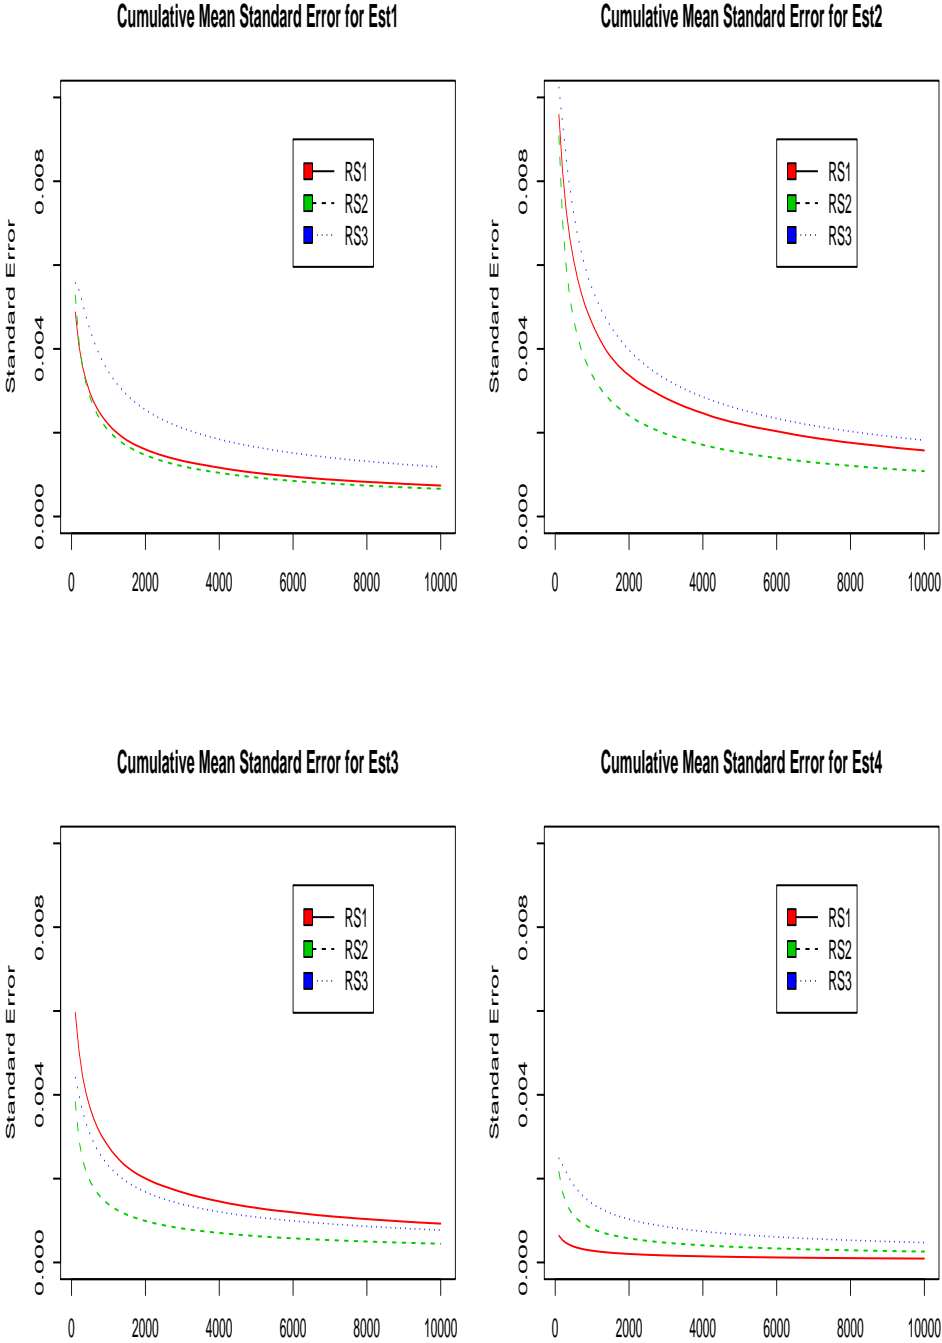 Cumulative Mean Standard Error for Est1
Standard Error
0.008
0.004
0.000
RS1
RS2
RS3
0 2000 4000 6000 8000 10000
Cumulative Mean Standard Error for Est2
Standard Error
0.008
0.004
0.000
RS1
RS2
RS3
0 2000 4000 6000 8000 10000
Cumulative Mean Standard Error for Est3
Standard Error
0.008
0.004
0.000
RS1
RS2
RS3
0 2000 4000 6000 8000 10000
Cumulative Mean Standard Error for Est4
Standard Error
0.008
0.004
0.000
RS1
RS2
RS3
0 2000 4000 6000 8000 10000